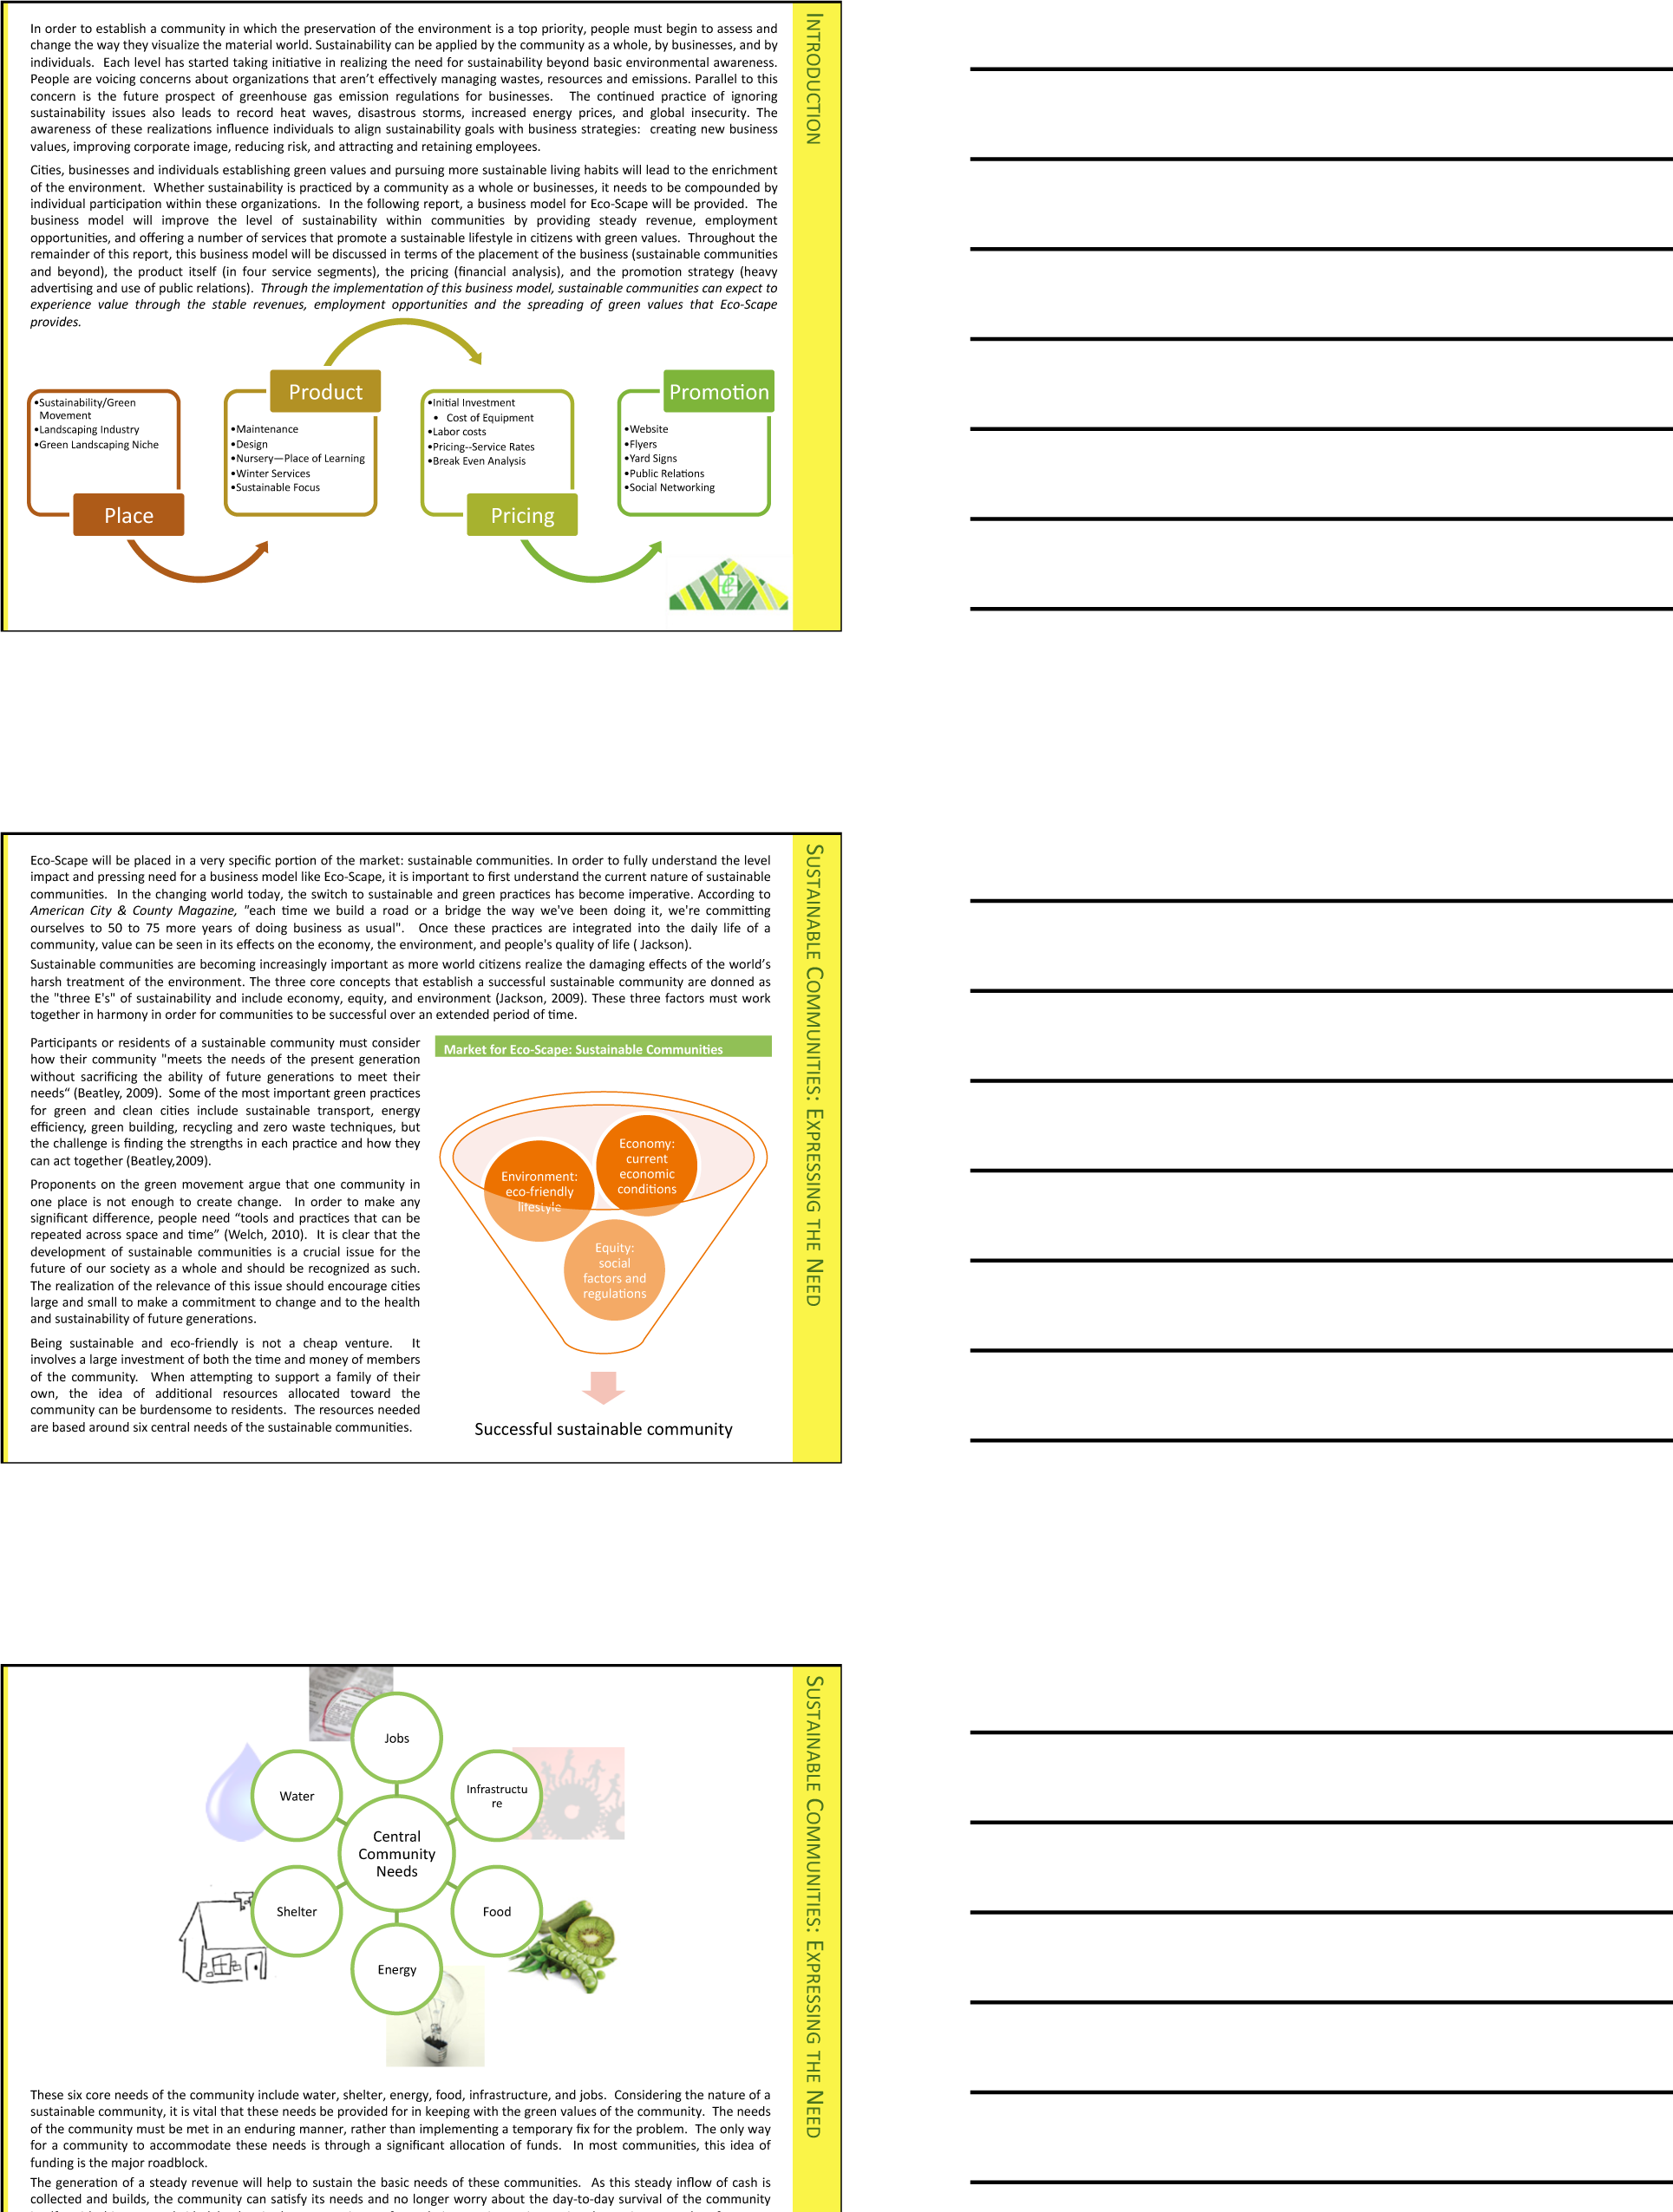 In order to establish a community in which the preservation of the environment is a top priority, people must begin to assess and
change the way they visualize the material world. Sustainability can be applied by the community as a whole, by businesses, and by
individuals.  Each level has started taking initiative in realizing the need for sustainability beyond basic environmental awareness.
People are voicing concerns about organizations that aren't effectively managing wastes, resources and emissions. Parallel to this
concern is the future prospect of greenhouse gas emission regulations for businesses.  The continued practice of ignoring
sustainability issues also leads to record heat waves, disastrous storms, increased energy prices, and global insecurity. The
awareness of these realizations influence individuals to align sustainability goals with business strategies:  creating new business
values, improving corporate image, reducing risk, and attracting and retaining employees.
Cities, businesses and individuals establishing green values and pursuing more sustainable living habits will lead to the enrichment
of the environment.  Whether sustainability is practiced by a community as a whole or businesses, it needs to be compounded by
individual participation within these organizations.  In the following report, a business model for Eco-Scape will be provided.  The
business model will improve the level of sustainability within communities by providing steady revenue, employment
opportunities, and offering a number of services that promote a sustainable lifestyle in citizens with green values.  Throughout the
remainder of this report, this business model will be discussed in terms of the placement of the business (sustainable communities
and beyond), the product itself (in four service segments), the pricing (financial analysis), and the promotion strategy (heavy
advertising and use of public relations).  Through the implementation of this business model, sustainable communities can expect to
experience value through the stable revenues, employment opportunities and the spreading of green values that Eco-Scape
provides.
•Sustainability/Green
Movement
•Landscaping Industry
•Green Landscaping Niche
Place
Product
•Maintenance
•Design
•Nursery—Place of Learning
•Winter Services
•Sustainable Focus
•Initial Investment
• Cost of Equipment
•Labor costs
•Pricing--Service Rates
•Break Even Analysis
Pricing
Promotion
•Website
•Flyers
•Yard Signs
•Public Relations
•Social Networking
INTRODUCTION
Eco-Scape will be placed in a very specific portion of the market: sustainable communities. In order to fully understand the level
impact and pressing need for a business model like Eco-Scape, it is important to first understand the current nature of sustainable
communities.  In the changing world today, the switch to sustainable and green practices has become imperative. According to
American City & County Magazine, "each time we build a road or a bridge the way we've been doing it, we're committing
ourselves to 50 to 75 more years of doing business as usual".  Once these practices are integrated into the daily life of a
community, value can be seen in its effects on the economy, the environment, and people's quality of life ( Jackson).
Sustainable communities are becoming increasingly important as more world citizens realize the damaging effects of the world's
harsh treatment of the environment. The three core concepts that establish a successful sustainable community are donned as
the "three E's" of sustainability and include economy, equity, and environment (Jackson, 2009). These three factors must work
together in harmony in order for communities to be successful over an extended period of time.
Participants or residents of a sustainable community must consider
how their community "meets the needs of the present generation
without sacrificing the ability of future generations to meet their
needs“ (Beatley, 2009).  Some of the most important green practices
for green and clean cities include sustainable transport, energy
efficiency, green building, recycling and zero waste techniques, but
the challenge is finding the strengths in each practice and how they
can act together (Beatley,2009).
Proponents on the green movement argue that one community in
one place is not enough to create change.  In order to make any
significant difference, people need “tools and practices that can be
repeated across space and time” (Welch, 2010).  It is clear that the
development of sustainable communities is a crucial issue for the
future of our society as a whole and should be recognized as such.
The realization of the relevance of this issue should encourage cities
large and small to make a commitment to change and to the health
and sustainability of future generations.
Being sustainable and eco-friendly is not a cheap venture.  It
involves a large investment of both the time and money of members
of the community.  When attempting to support a family of their
own, the idea of additional resources allocated toward the
community can be burdensome to residents.  The resources needed
are based around six central needs of the sustainable communities.
Market for Eco-Scape: Sustainable Communities
Economy:
current
economic
conditions
Environment:
eco-friendly
lifestyle
Equity:
social
factors and
regulations
Successful sustainable community
SUSTAINABLE COMMUNITIES: EXPRESSING THE NEED
Jobs
Water
Infrastructu
re
Central
Community
Needs
Shelter
Food
Energy
These six core needs of the community include water, shelter, energy, food, infrastructure, and jobs.  Considering the nature of a
sustainable community, it is vital that these needs be provided for in keeping with the green values of the community.  The needs
of the community must be met in an enduring manner, rather than implementing a temporary fix for the problem.  The only way
for a community to accommodate these needs is through a significant allocation of funds.  In most communities, this idea of
funding is the major roadblock.
The generation of a steady revenue will help to sustain the basic needs of these communities.  As this steady inflow of cash is
collected and builds, the community can satisfy its needs and no longer worry about the day-to-day survival of the community
SUSTAINABLE COMMUNITIES: EXPRESSING THE NEED